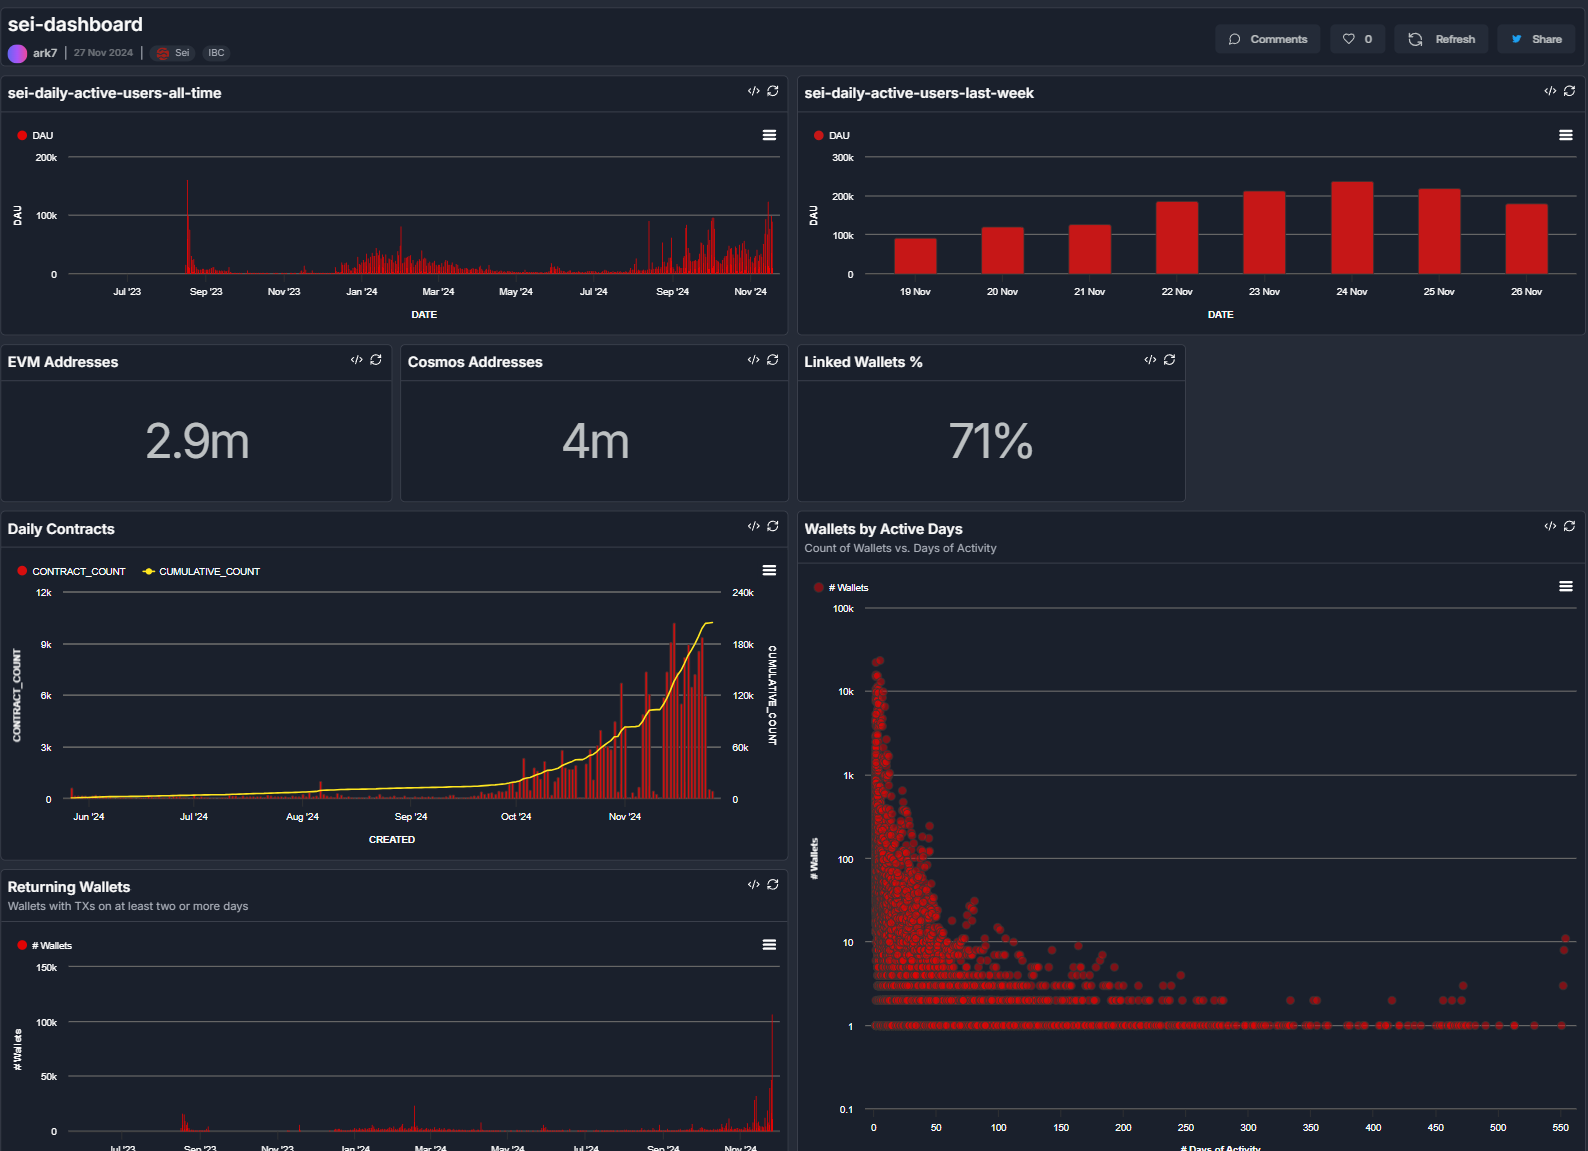 sei-dashboard
ark7 | 27 Nov 2024 | Sei IBC
Comments 0 Refresh Share
sei-daily-active-users-all-time
DAU
200k
100k
0
DAU
Jul '23 Sep '23 Nov '23 Jan '24 Mar '24 May '24 Jul '24 Sep '24 Nov '24
DATE
sei-daily-active-users-last-week
DAU
300k
200k
100k
0
DAU
19 Nov 20 Nov 21 Nov 22 Nov 23 Nov 24 Nov 25 Nov 26 Nov
DATE
EVM Addresses
2.9m
Cosmos Addresses
4m
Linked Wallets %
71%
Daily Contracts
CONTRACT_COUNT CUMULATIVE_COUNT
12k 240k
9k 180k
6k 120k
3k 60k
0 0
CONTRACT_COUNT
CUMULATIVE_COUNT
Jun '24 Jul '24 Aug '24 Sep '24 Oct '24 Nov '24
CREATED
Wallets by Active Days
Count of Wallets vs. Days of Activity
# Wallets
100k
10k
1k
100
10
1
0.1
# Wallets
0 50 100 150 200 250 300 350 400 450 500 550
# Days of Activity
Returning Wallets
Wallets with TXs on at least two or more days
# Wallets
150k
100k
50k
0
# Wallets
Jul '23 Sep '23 Nov '23 Jan '24 Mar '24 May '24 Jul '24 Sep '24 Nov '24